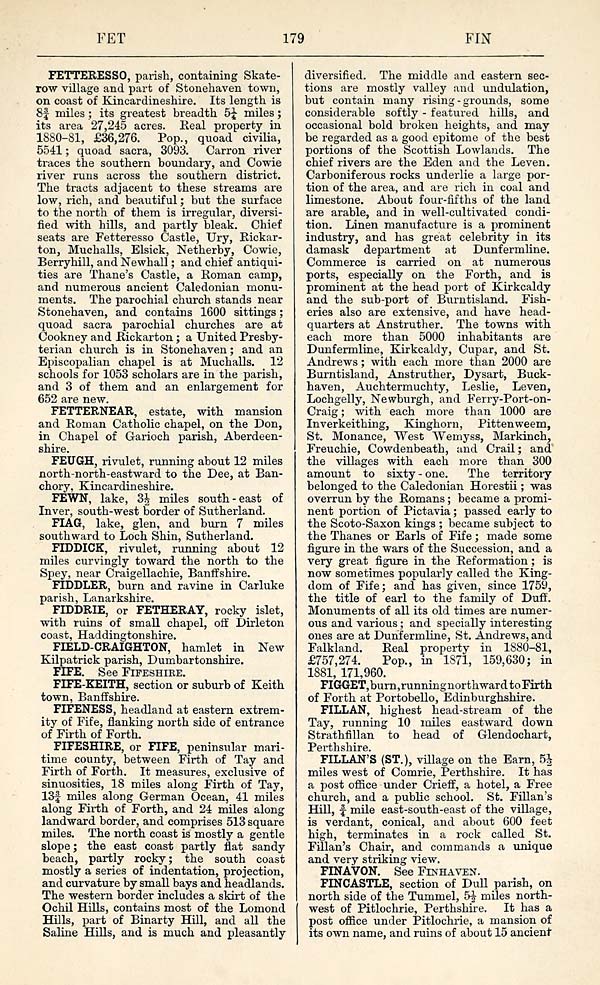 FET 179 FIN
FETTERESSO, parish, containing Skate-
row village and part of Stonehaven town,
on coast of Kincardineshire. Its length is
8¾ miles; its greatest breadth 5¼ miles;
its area 27,245 acres. Real property in
1880-81, £36,276. Pop., quoad civilia,
5541; quoad sacra, 3093. Carron river
traces the southern boundary, and Cowie
river runs across the southern district.
The tracts adjacent to these streams are
low, rich, and beautiful; but the surface
to the north of them is irregular, diversi-
fied with hills, and partly bleak. Chief
seats are Fetteresso Castle, Ury, Rickar-
ton, Muchalls, Elsick, Netherby, Cowie,
Berryhill, and Newhall; and chief antiqui-
ties are Thane's Castle, a Roman camp,
and numerous ancient Caledonian monu-
ments. The parochial church stands near
Stonehaven, and contains 1600 sittings;
quoad sacra parochial churches are at
Cookney and Rickarton; a United Presby-
terian church is in Stonehaven; and an
Episcopalian chapel is at Muchalls. 12
schools for 1053 scholars are in the parish,
and 3 of them and an enlargement for
652 are new.
FETTERNEAR, estate, with mansion
and Roman Catholic chapel, on the Don,
in Chapel of Garioch parish, Aberdeen-
shire.
FEUGH, rivulet, running about 12 miles
north-north-eastward to the Dee, at Ban-
chory, Kincardineshire.
FEWN, lake, 3½ miles south-east of
Inver, south-west border of Sutherland.
FIAG, lake, glen, and burn 7 miles
southward to Loch Shin, Sutherland.
FIDDICK, rivulet, running about 12
miles curvingly toward the north to the
Spey, near Craigellachie, Banffshire.
FIDDLER, burn and ravine in Carluke
parish, Lanarkshire.
FIDDRIE, or FETHERAY, rocky islet,
with ruins of small chapel, off Dirleton
coast, Haddingtonshire.
FIELD-CRAIGHTON, hamlet in New
Kilpatrick parish, Dumbartonshire.
FIFE. See FIFESHIRE.
FIFE-KEITH, section or suburb of Keith
town, Banffshire.
FIFENESS, headland at eastern extrem-
ity of Fife, flanking north side of entrance
of Firth of Forth.
FIFESHIRE, or FIFE, peninsular mari-
time county, between Firth of Tay and
Firth of Forth. It measures, exclusive of
sinuosities, 18 miles along Firth of Tay,
13¾ miles along German Ocean, 41 miles
along Firth of Forth, and 24 miles along
landward border, and comprises 513 square
miles. The north coast is mostly a gentle
slope; the east coast partly flat sandy
beach, partly rocky; the south coast
mostly a series of indentation, projection,
and curvature by small bays and headlands.
The western border includes a skirt of the
Ochil Hills, contains most of the Lomond
Hills, part of Binarty Hill, and all the
Saline Hills, and is much and pleasantly
diversified. The middle and eastern sec-
tions are mostly valley and undulation,
but contain many rising-grounds, some
considerable softly-featured hills, and
occasional bold broken heights, and may
be regarded as a good epitome of the best
portions of the Scottish Lowlands. The
chief rivers are the Eden and the Leven.
Carboniferous rocks underlie a large por-
tion of the area, and are rich in coal and
limestone. About four-fifths of the land
are arable, and in well-cultivated condi-
tion. Linen manufacture is a prominent
industry, and has great celebrity in its
damask department at Dunfermline.
Commerce is carried on at numerous
ports, especially on the Forth, and is
prominent at the head port of Kirkcaldy
and the sub-port of Burntisland. Fish-
eries also are extensive, and have head-
quarters at Anstruther. The towns with
each more than 5000 inhabitants are
Dunfermline, Kirkcaldy, Cupar, and St.
Andrews; with each more than 2000 are
Burntisland, Anstruther, Dysart, Buck-
haven, Auchtermuchty, Leslie, Leven,
Lochgelly, Newburgh, and Ferry-Port-on-
Craig; with each more than 1000 are
Inverkeithing, Kinghorn, Pittenweem,
St. Monance, West Wemyss, Markinch,
Freuchie, Cowdenbeath, and Crail; and
the villages with each more than 300
amount to sixty-one. The territory
belonged to the Caledonian Horestii; was
overrun by the Romans; became a promi-
nent portion of Pictavia; passed early to
the Scoto-Saxon kings; became subject to
the Thanes or Earls of Fife; made some
figure in the wars of the Succession, and a
very great figure in the Reformation; is
now sometimes popularly called the King-
dom of Fife; and has given, since 1759,
the title of earl to the family of Duff.
Monuments of all its old times are numer-
ous and various; and specially interesting
ones are at Dunfermline, St. Andrews, and
Falkland. Real property in 1880-81,
£757,274. Pop., in 1871, 159,630; in
1881, 171,960.
FIGGET, burn, running northward to Firth
of Forth at Portobello, Edinburghshire.
FILLAN, highest head-stream of the
Tay, running 10 miles eastward down
Strathfillan to head of Glendochart,
Perthshire.
FILLAN'S (ST.), village on the Earn, 5½
miles west of Comrie, Perthshire. It has
a post office under Crieff, a hotel, a Free
church, and a public school. St. Fillan's
Hill, ¾ mile east-south-east of the village,
is verdant, conical, and about 600 feet
high, terminates in a rock called St.
Fillan's Chair, and commands a unique
and very striking view.
FINAVON. See FINHAVEN.
FINCASTLE, section of Dull parish, on
north side of the Tummel, 5½ miles north-
west of Pitlochrie, Perthshire. It has a
post office under Pitlochrie, a mansion of
its own name, and ruins of about 15 ancient